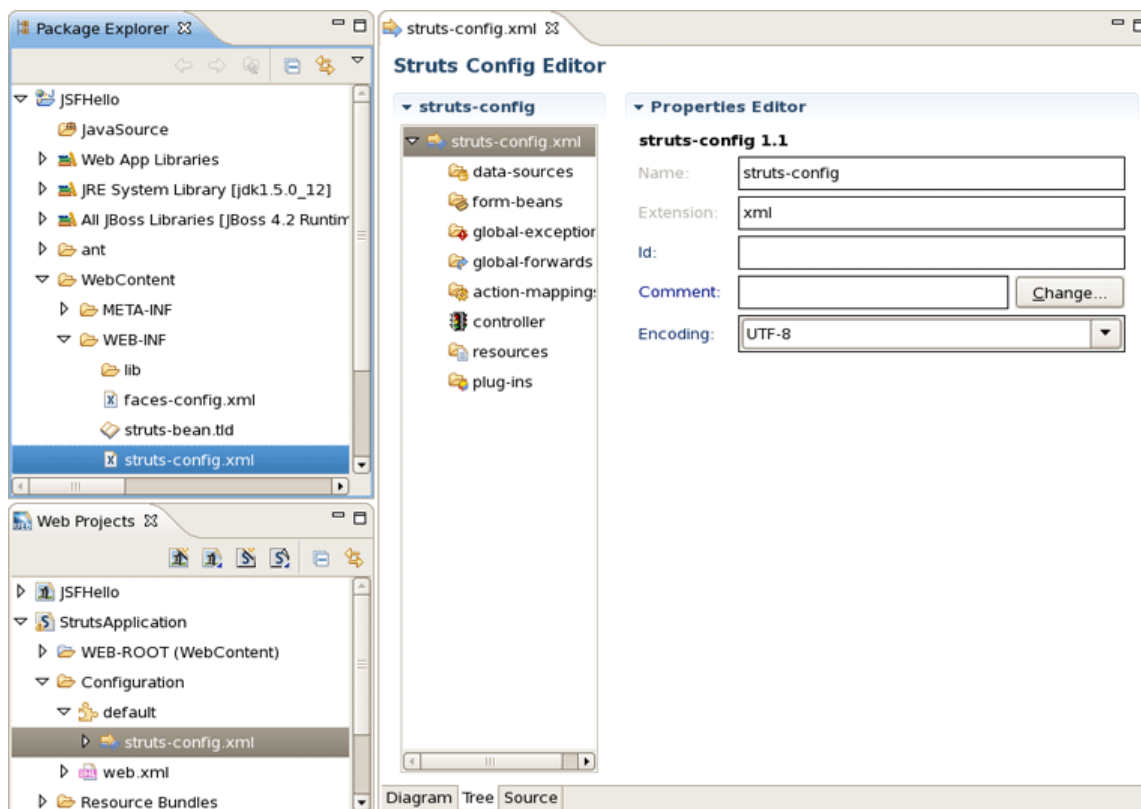 Package Explorer
JSFHello
JavaSource
Web App Libraries
JRE System Library [jdk1.5.0_12]
All JBoss Libraries [JBoss 4.2 Runtim
ant
WebContent
META-INF
WEB-INF
lib
faces-config.xml
struts-bean.tld
struts-config.xml
Web Projects
JSFHello
StrutsApplication
WEB-ROOT (WebContent)
Configuration
default
struts-config.xml
web.xml
Resource Bundles
struts-config.xml
Struts Config Editor
struts-config
struts-config.xml
data-sources
form-beans
global-exception
global-forwards
action-mappings
controller
resources
plug-ins
Properties Editor
struts-config 1.1
Name: struts-config
Extension: xml
Id:
Comment: Change...
Encoding: UTF-8
Diagram Tree Source